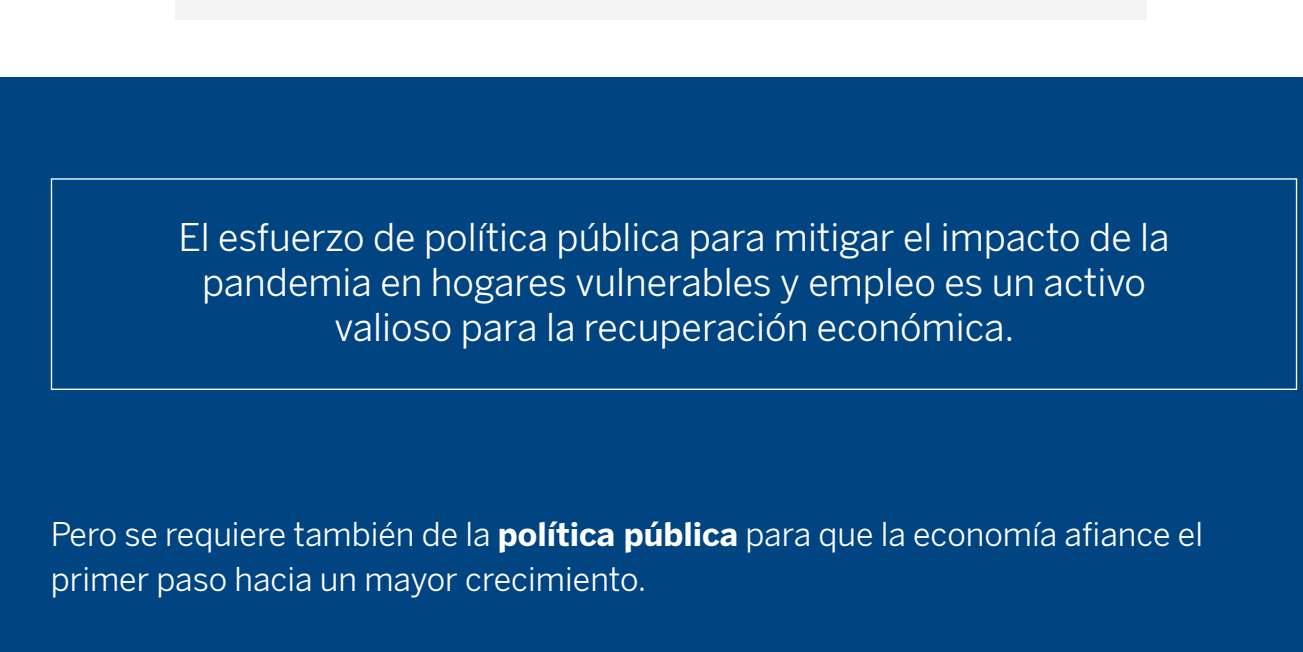 El esfuerzo de política pública para mitigar el impacto de la
pandemia en hogares vulnerables y empleo es un activo
valioso para la recuperación económica.
Pero se requiere también de la política pública para que la economía afiance el
primer paso hacia un mayor crecimiento.